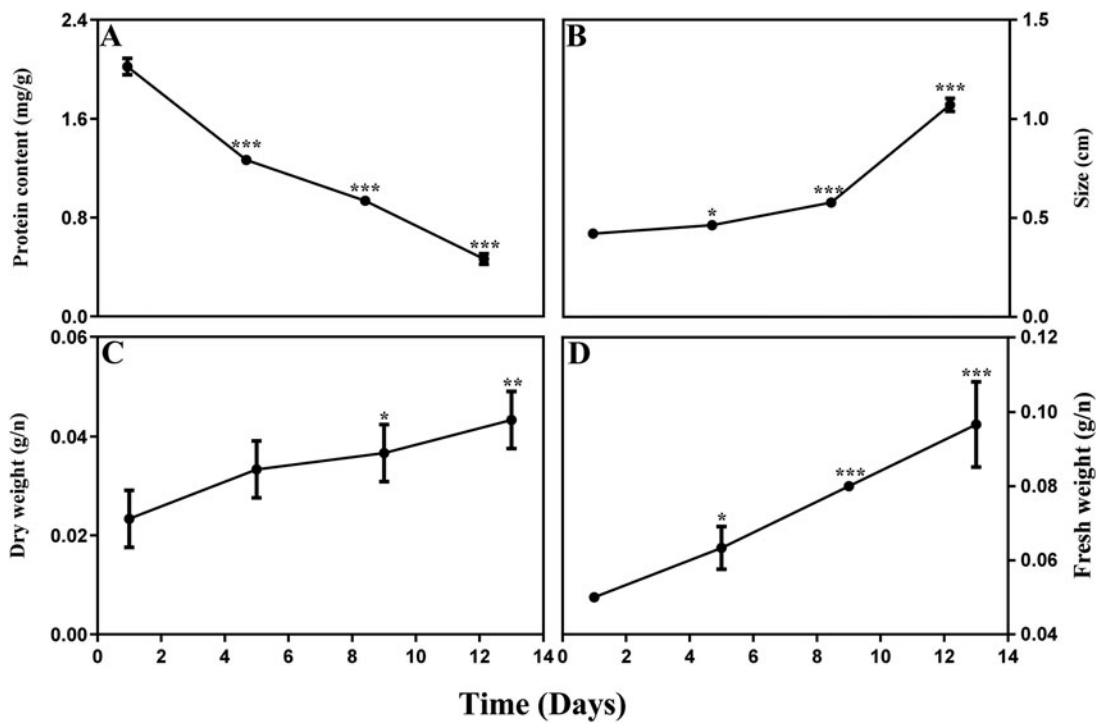 A
Protein content (mg/g)
2.4
1.6
0.8
0.0
***
***
***
B
Size (cm)
1.5
1.0
0.5
0.0
*
***
***
C
Dry weight (g/n)
0.06
0.04
0.02
0.00
*
**
0 2 4 6 8 10 12 14
D
Fresh weight (g/n)
0.12
0.10
0.08
0.06
0.04
*
***
***
0 2 4 6 8 10 12 14
Time (Days)